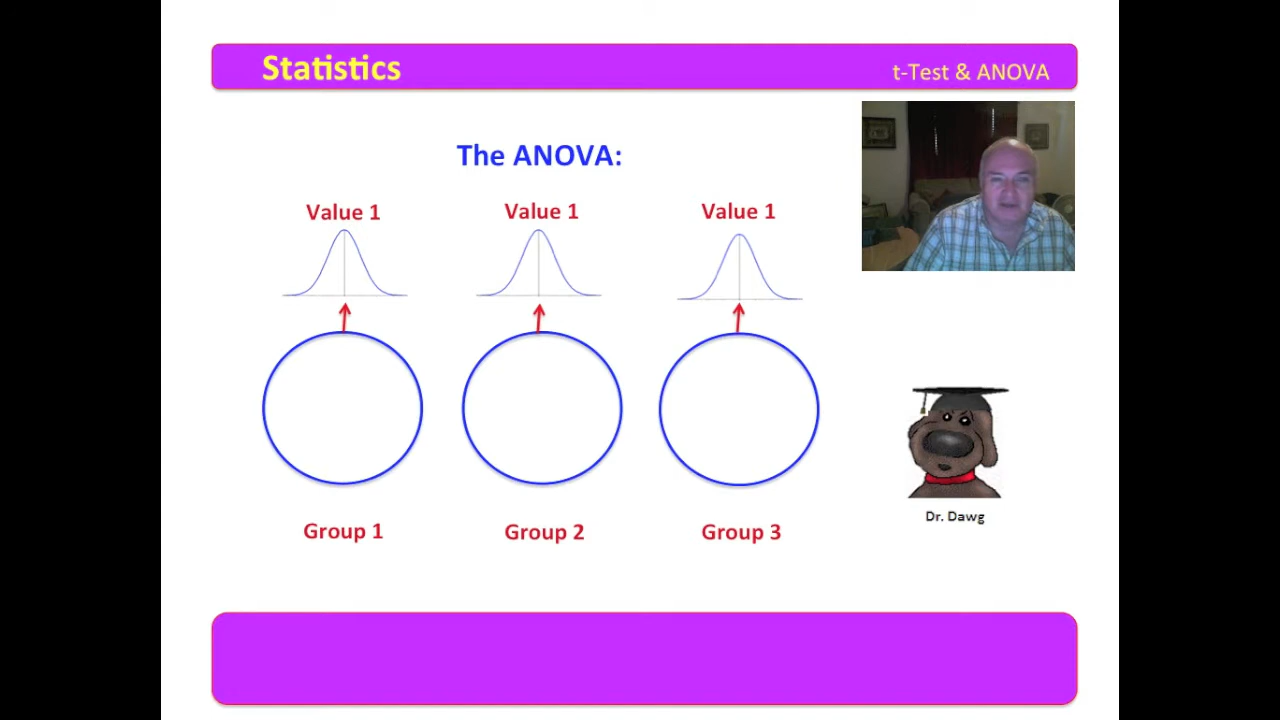 Statistics
t-Test & ANOVA
The ANOVA:
Value 1
Value 1
Value 1
Group 1
Group 2
Group 3
Dr. Dawg